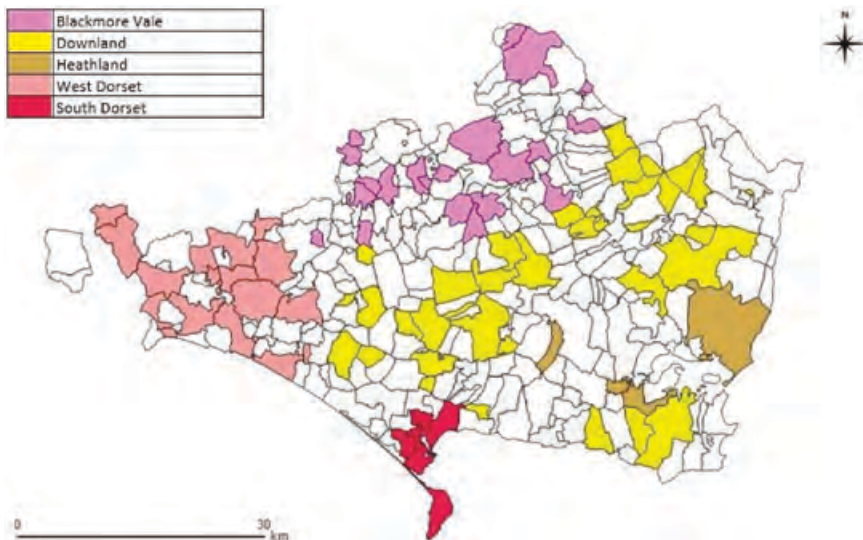 Blackmore Vale
Downland
Heathland
West Dorset
South Dorset
N
0
30
km